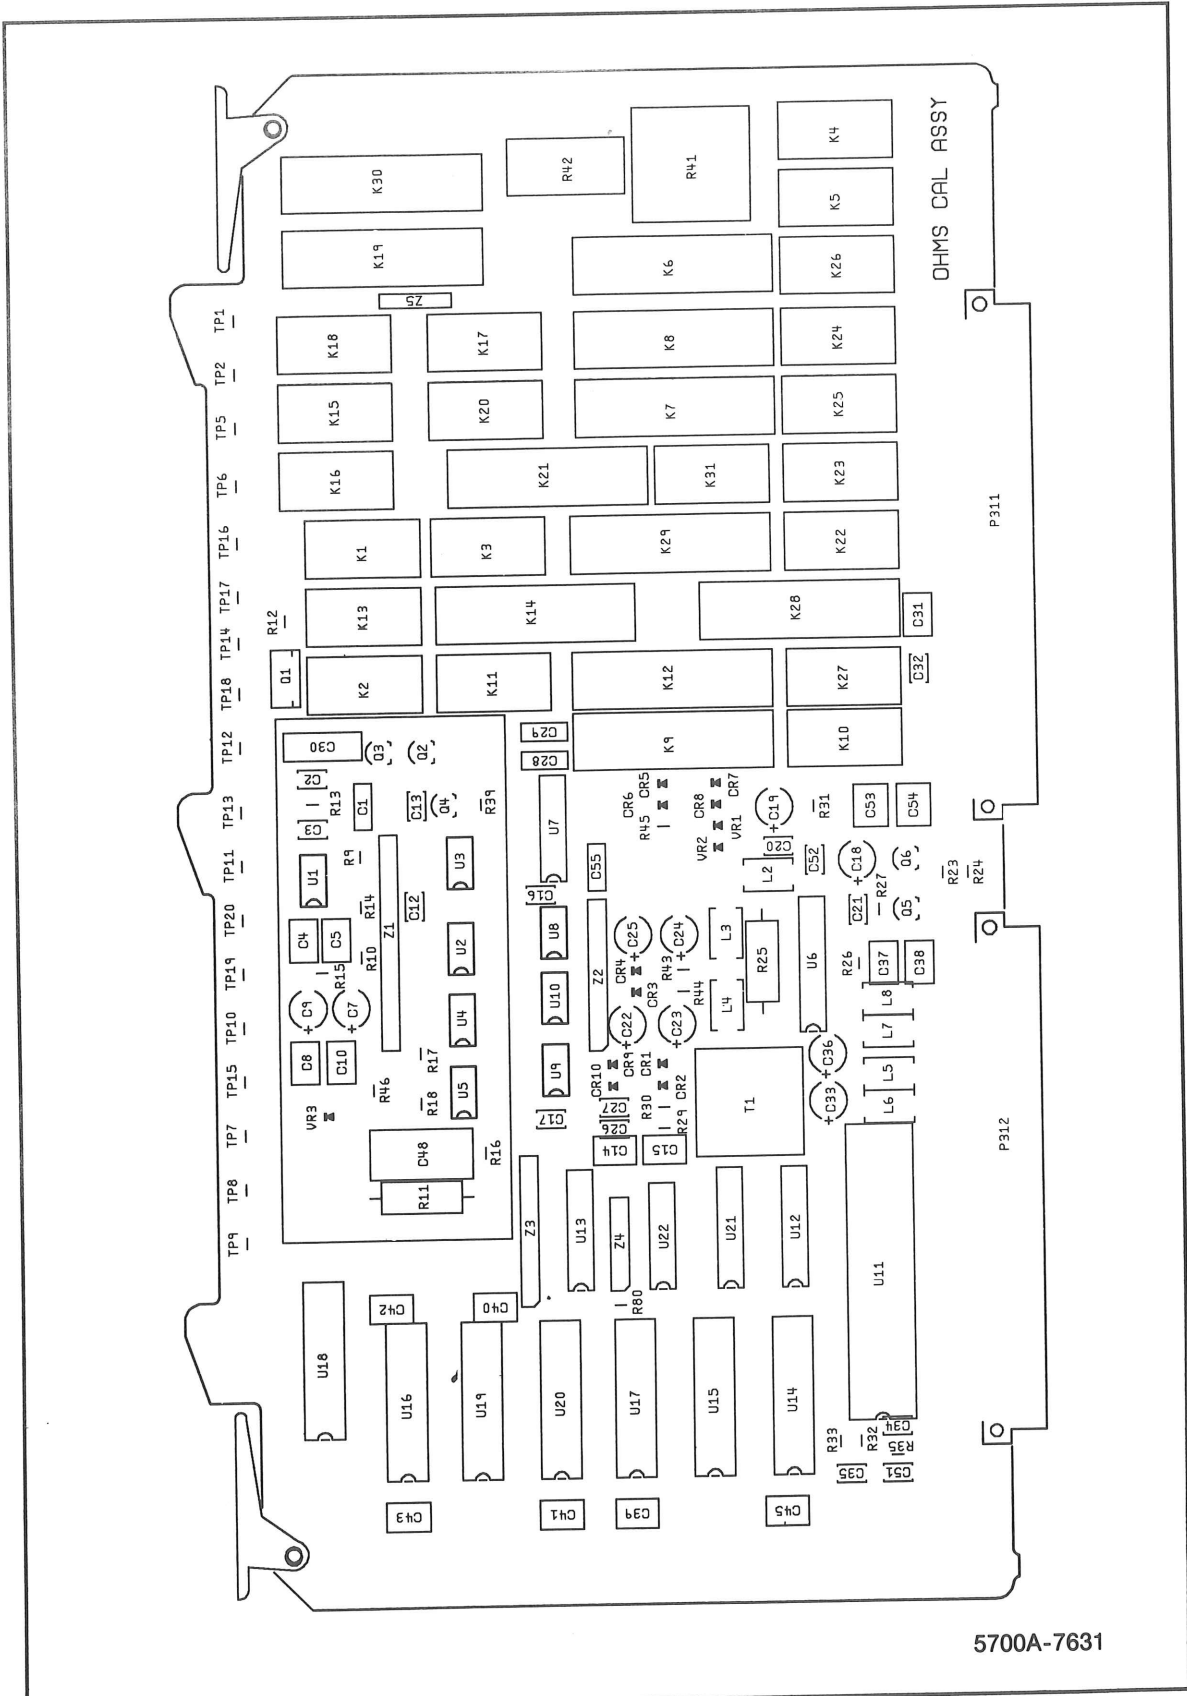 OHMS CAL ASSY
K30
R42
R41
K4
K5
K19
K6
K26
Z5
TP1
K18
K17
K8
K24
TP2
K15
K20
K7
K25
TP5
K16
K21
K31
K23
TP6
K1
K3
K29
K22
P311
TP16
K13
K14
K28
C31
TP17
R12
TP14
Q1
K2
K11
K12
K27
C32
TP18
C30
Q3
Q2
C29
C28
K9
K10
TP12
C2
R13
C3
C1
C13
Q4
R39
U7
CR6
CR5
R45
CR8
CR7
VR2
VR1
C19
C20
R31
C53
C54
TP13
U1
R9
U3
C16
C55
L2
C52
C18
R27
Q6
R23
R24
TP11
C4
C5
R14
R10
Z1
C12
U2
U8
Z2
C25
C24
L3
R25
U6
C21
Q5
TP20
R15
C9
C7
U4
U10
CR4
CR3
R43
R44
L4
R26
C37
C38
TP19
C8
C10
R17
U9
C22
C23
C36
L8
L7
TP10
VR3
R46
R18
U5
C17
CR10
CR9
CR1
CR2
C27
C26
R30
R29
T1
C33
L5
L6
TP15
C48
R16
C14
C15
P312
TP7
R11
TP8
Z3
U13
Z4
U22
U21
U12
U11
TP9
C42
C40
R80
U18
U16
U19
U20
U17
U15
U14
R33
R32
C34
R35
C35
C51
C43
C41
C39
C45
5700A-7631